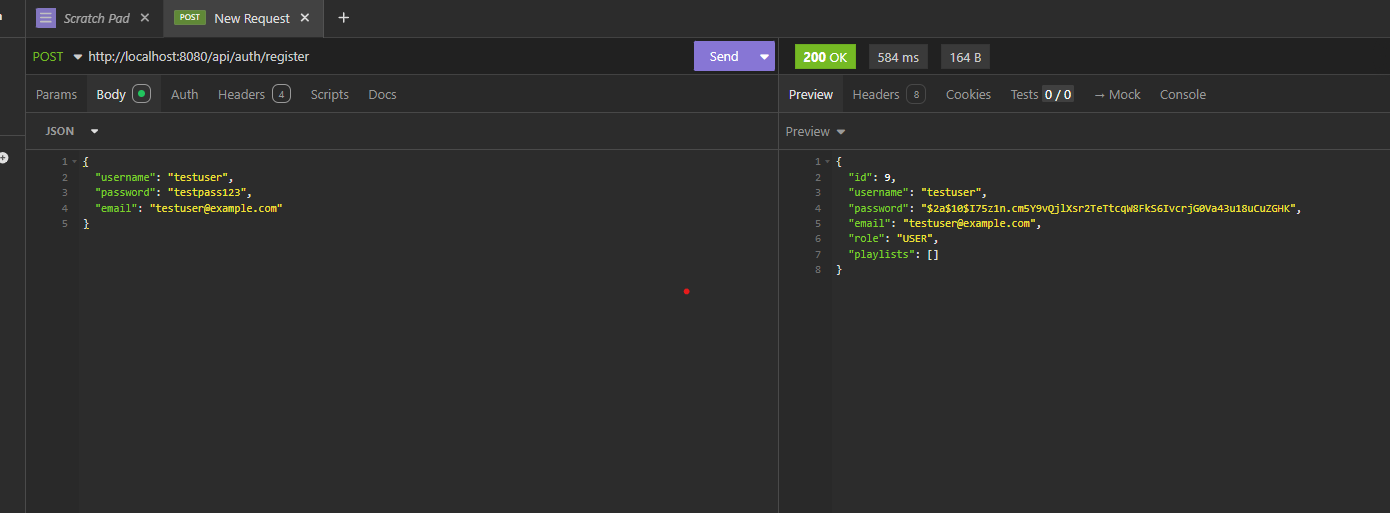 Scratch Pad
POST New Request
POST http://localhost:8080/api/auth/register Send
200 OK 584 ms 164 B
Params Body Auth Headers 4 Scripts Docs
Preview Headers 8 Cookies Tests 0 / 0 → Mock Console
JSON
Preview
1 {
2 "username": "testuser",
3 "password": "testpass123",
4 "email": "testuser@example.com"
5 }
1 {
2 "id": 9,
3 "username": "testuser",
4 "password": "$2a$10$I75z1n.cm5Y9vQjlXsr2TeTtcqW8FkS6IvcrjG0Va43u18uCuZGHK",
5 "email": "testuser@example.com",
6 "role": "USER",
7 "playlists": []
8 }